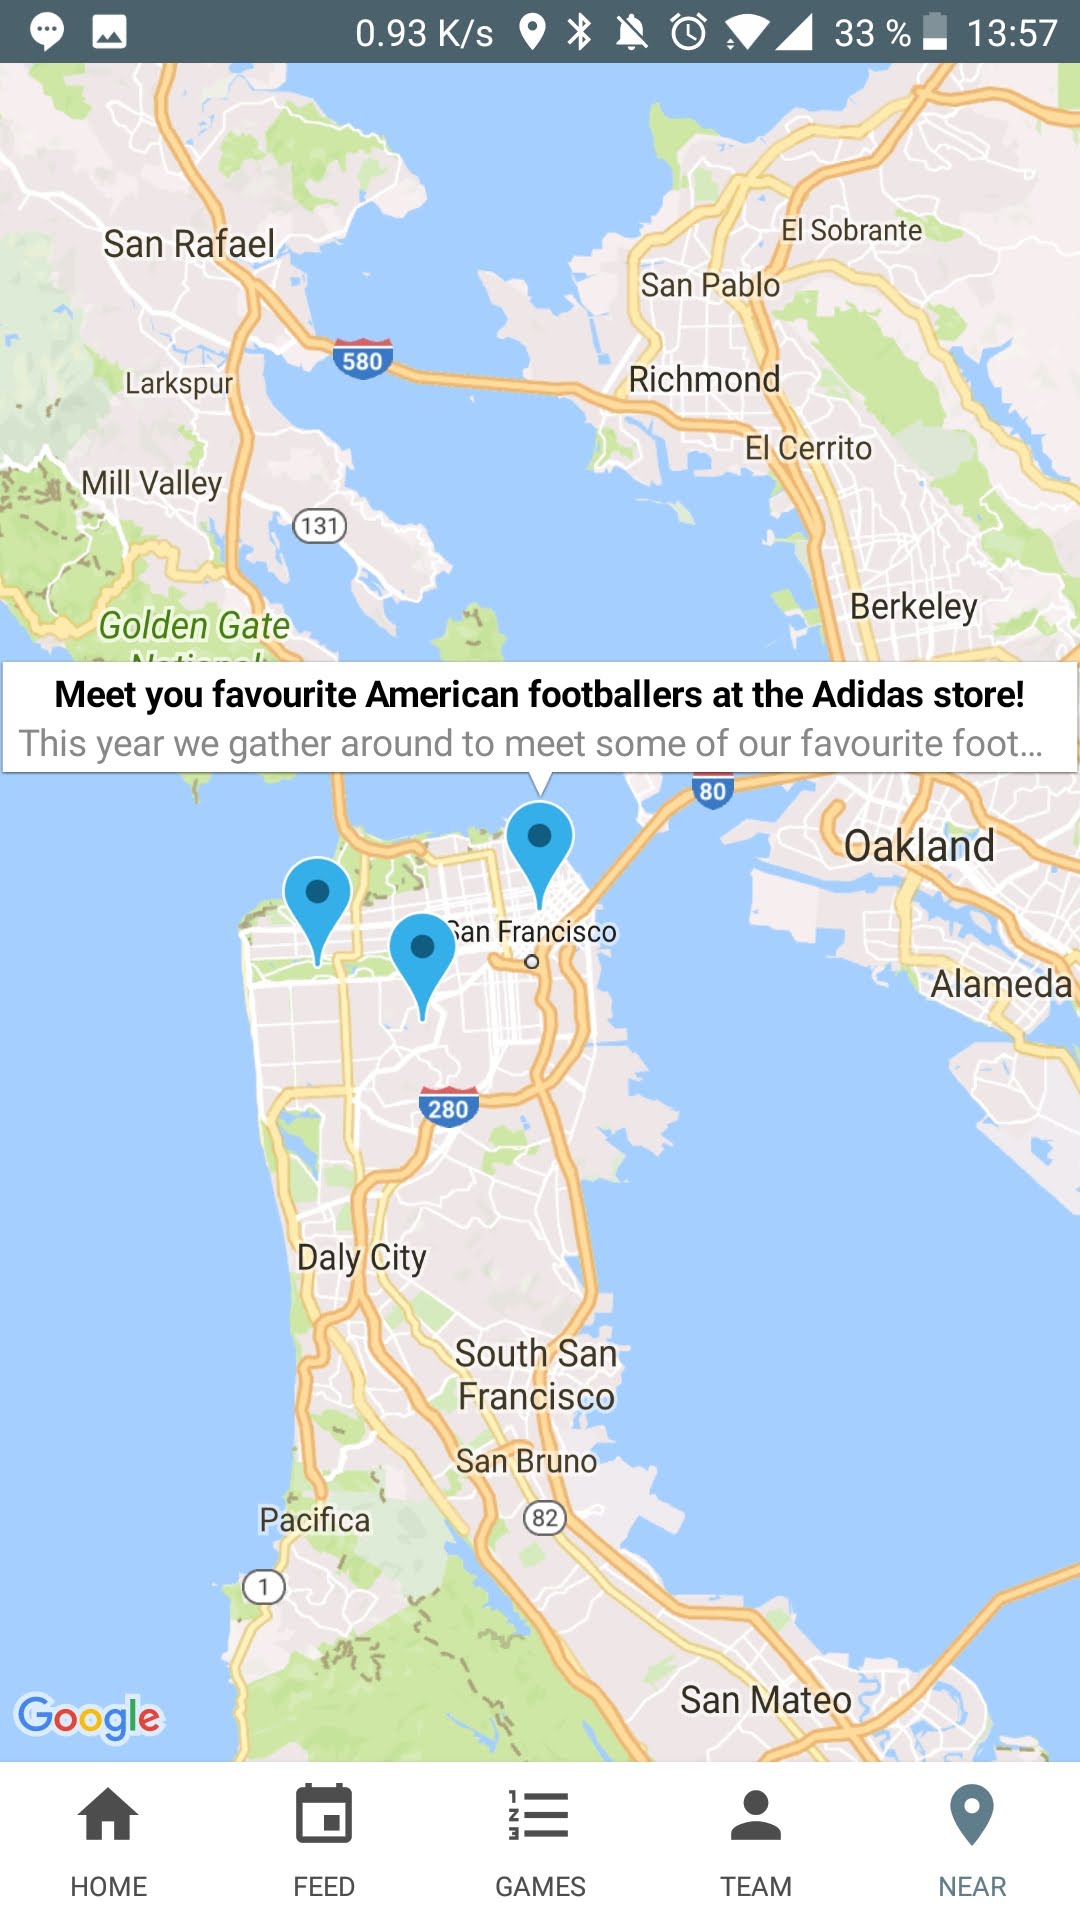 0.93 K/s 33 % 13:57
San Rafael
El Sobrante
San Pablo
580
Larkspur
Richmond
El Cerrito
Mill Valley
131
Golden Gate
Berkeley
Meet you favourite American footballers at the Adidas store!
This year we gather around to meet some of our favourite foot...
80
Oakland
San Francisco
Alameda
280
Daly City
South San
Francisco
San Bruno
Pacifica
82
1
San Mateo
Google
HOME FEED GAMES TEAM NEAR